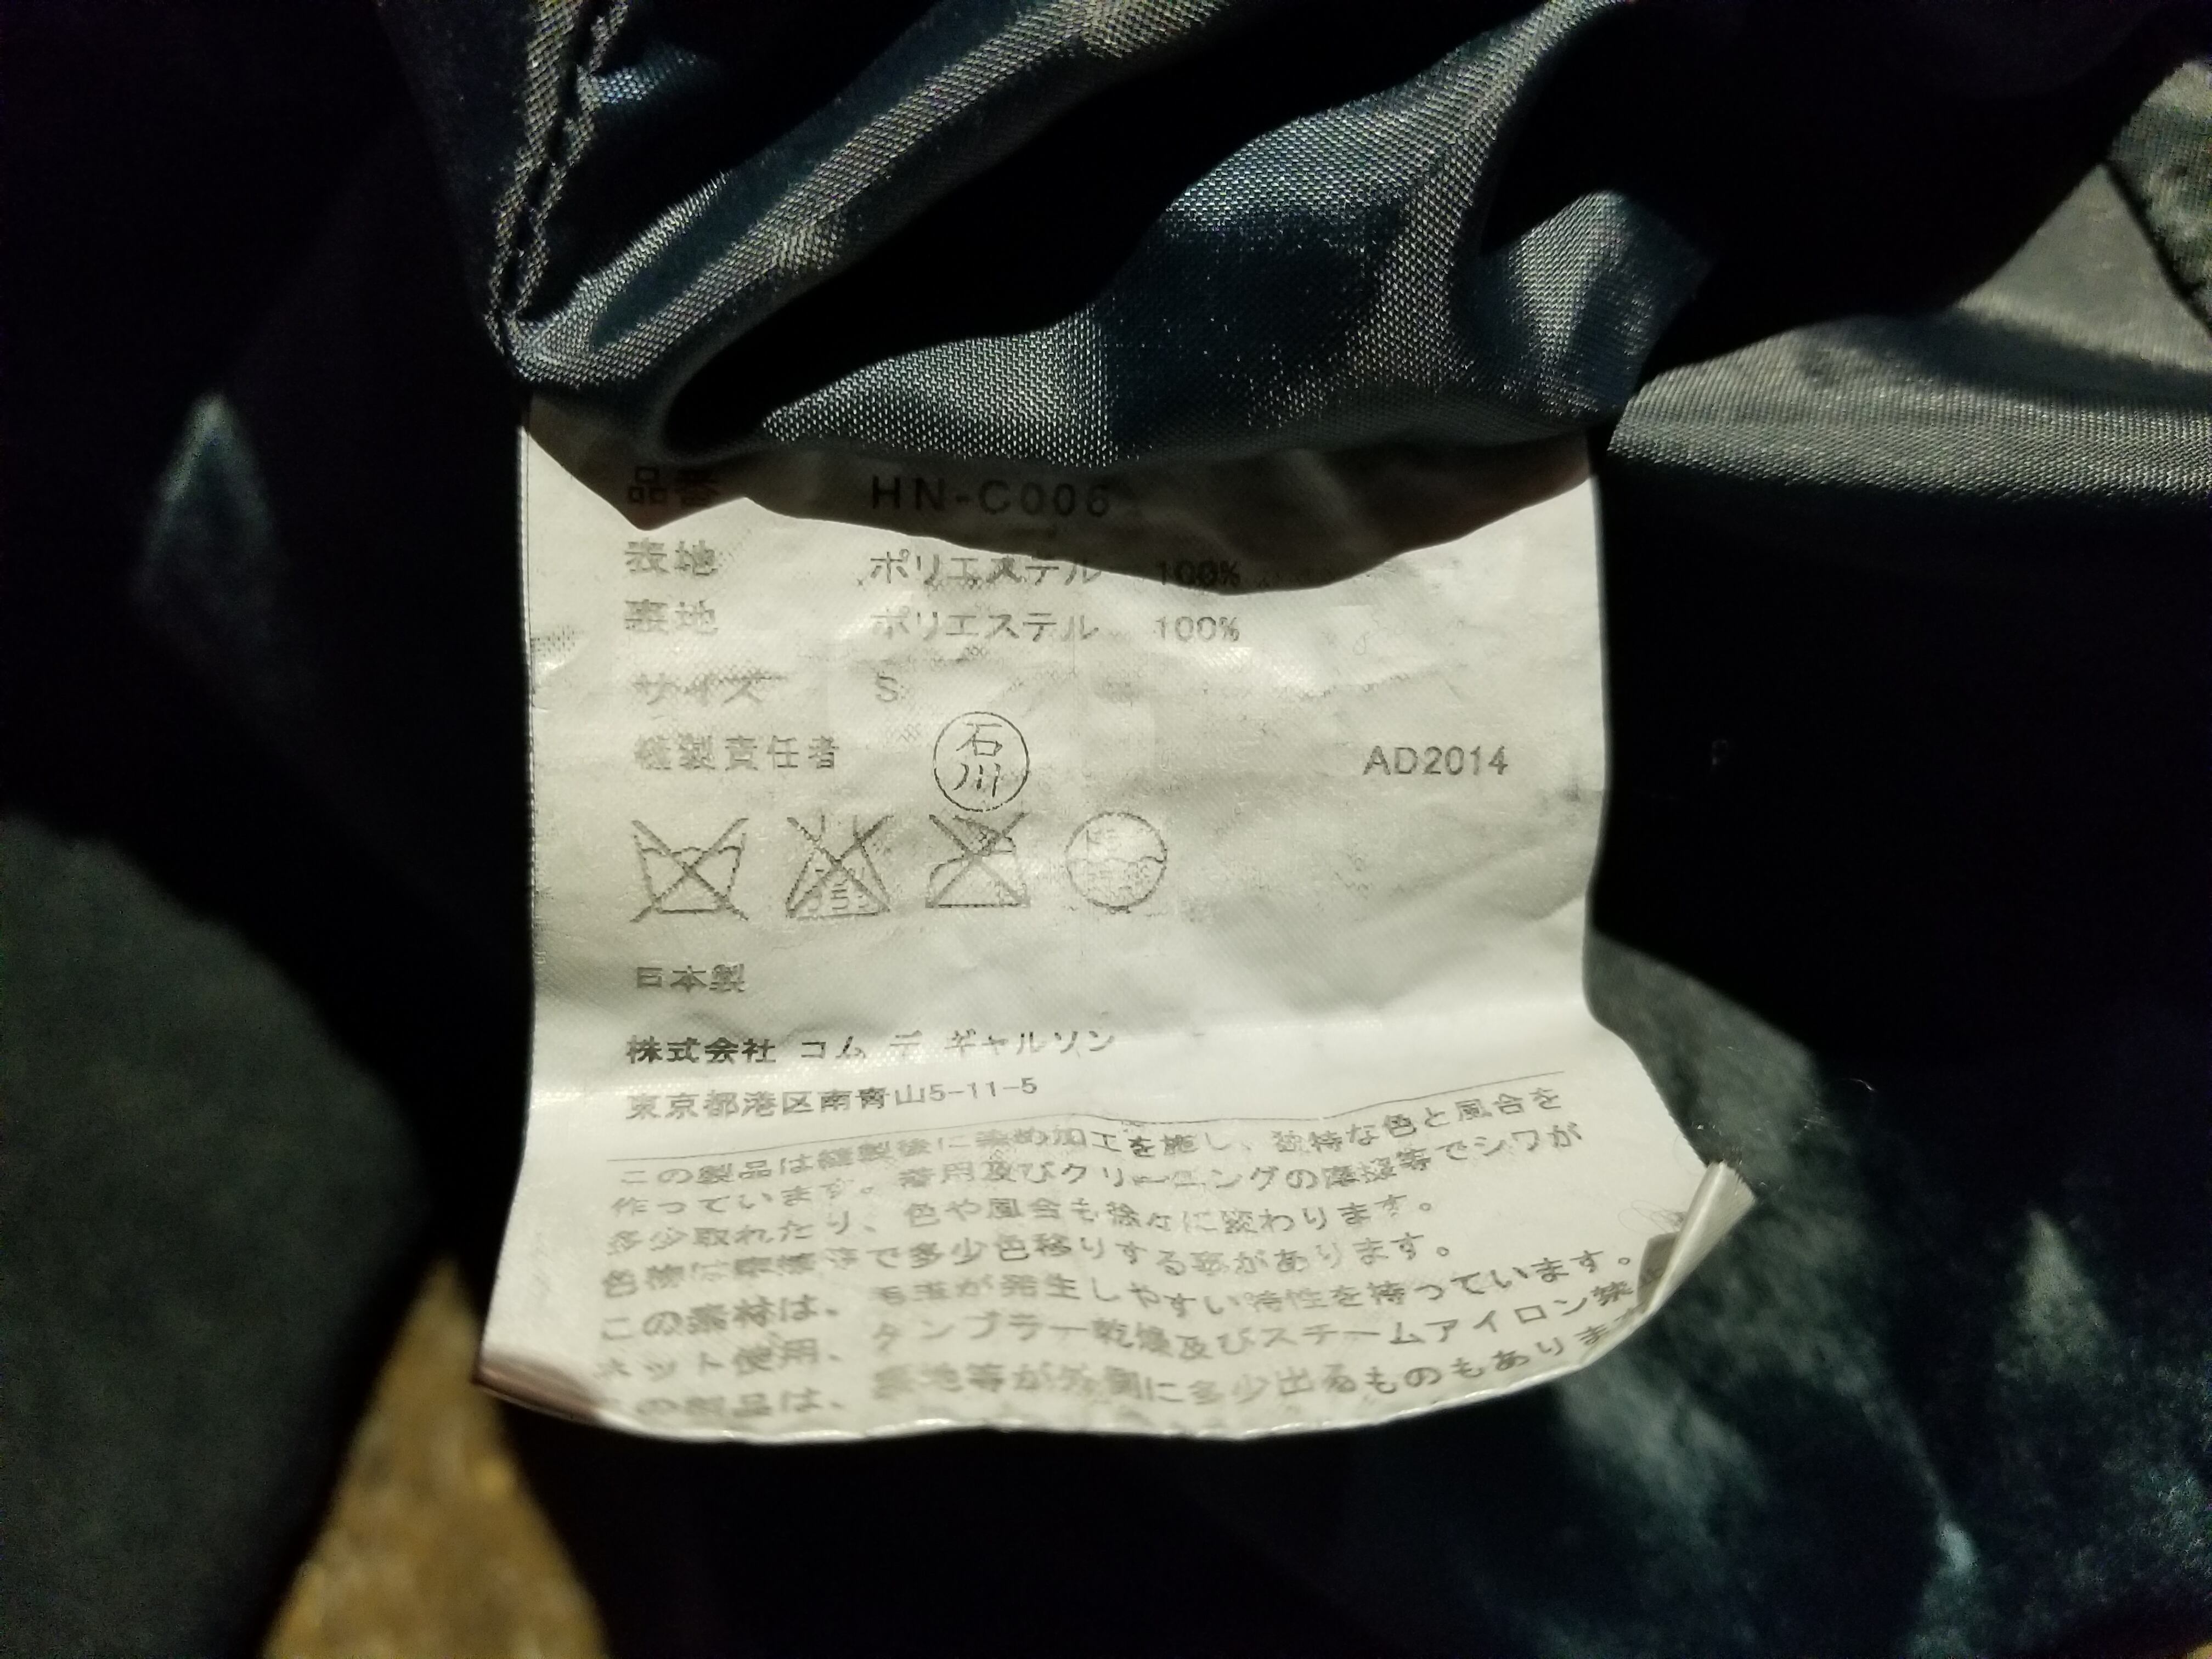 品番 HN-C006
表地 ポリエステル 100%
裏地 ポリエステル 100%
サイズ S
縫製責任者 石川 AD2014
日本製
株式会社 コム デ ギャルソン
東京都港区南青山5-11-5
この製品は縫製後に染め加工を施し、独特な色と風合を
作っています。着用及びクリーニングの摩擦等でシワが
多少取れたり、色や風合も徐々に変わります。
色物は摩擦等で多少色移りする事があります。
この素材は、毛玉が発生しやすい特性を持っています。
ネット使用、タンブラー乾燥及びスチームアイロン禁
の製品は、裏地等が外側に多少出るものもありま